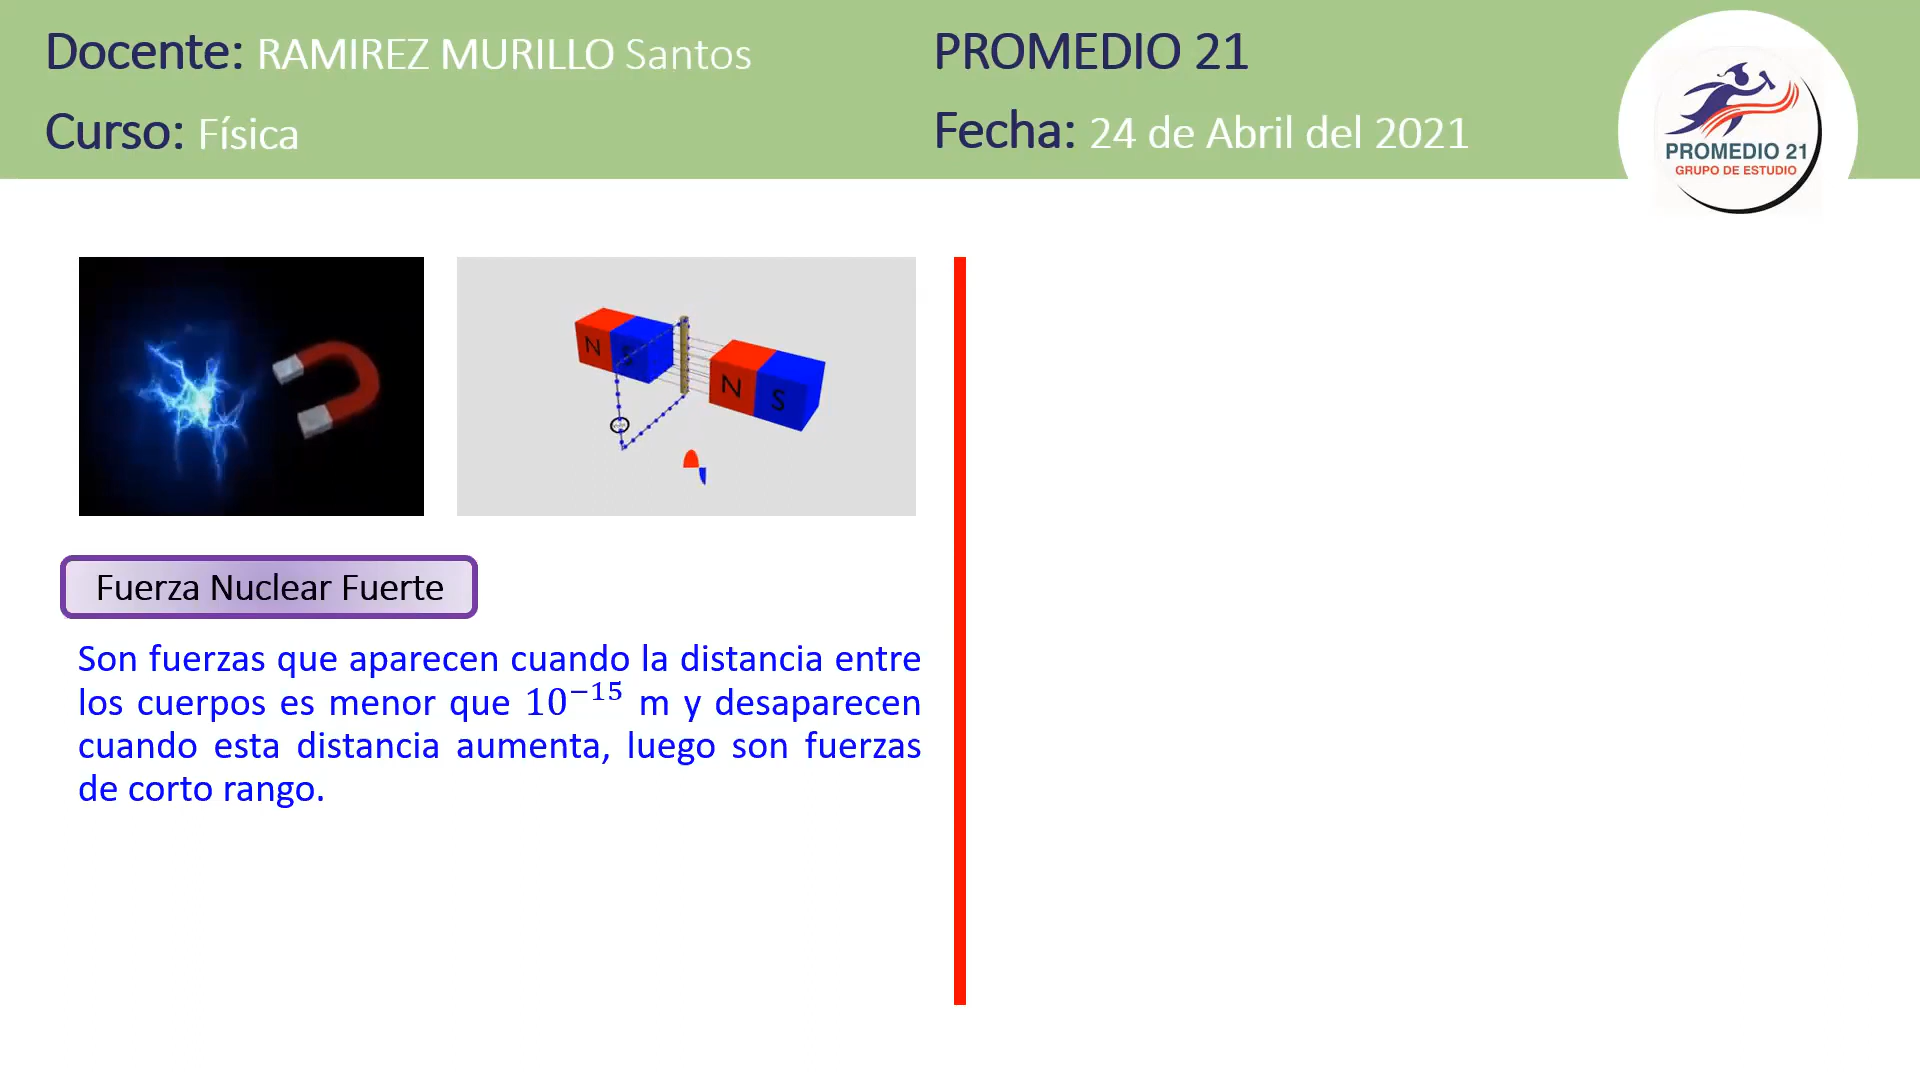 Docente: RAMIREZ MURILLO Santos
Curso: Física
PROMEDIO 21
Fecha: 24 de Abril del 2021
PROMEDIO 21
GRUPO DE ESTUDIO
N S
N S
Fuerza Nuclear Fuerte
Son fuerzas que aparecen cuando la distancia entre
los cuerpos es menor que 10⁻¹⁵ m y desaparecen
cuando esta distancia aumenta, luego son fuerzas
de corto rango.